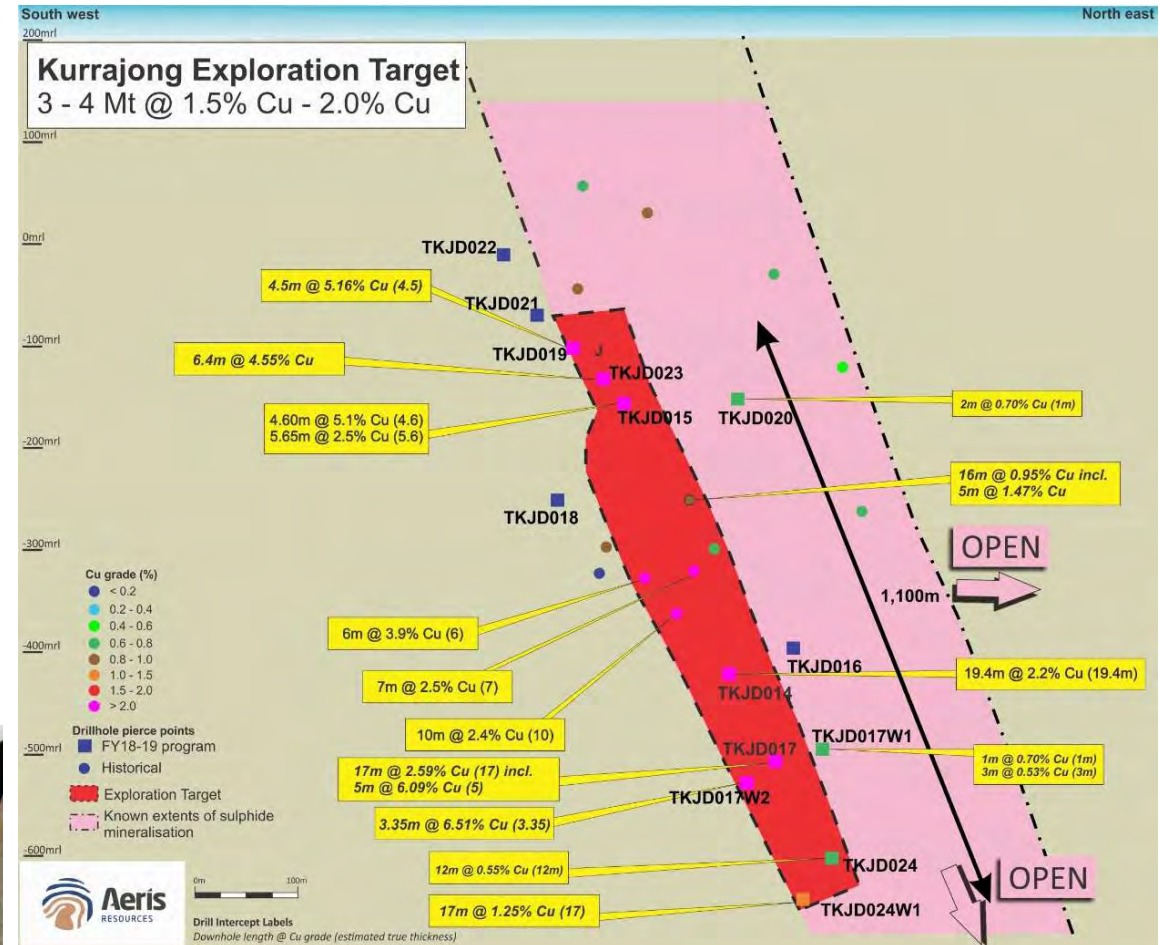 South west
North east
200mrl
Kurrajong Exploration Target
3 - 4 Mt @ 1.5% Cu - 2.0% Cu
100mrl
0mrl
TKJD022
4.5m @ 5.16% Cu (4.5)
TKJD021
-100mrl
TKJD019
J
6.4m @ 4.55% Cu
TKJD023
4.60m @ 5.1% Cu (4.6)
5.65m @ 2.5% Cu (5.6)
TKJD015
TKJD020
2m @ 0.70% Cu (1m)
-200mrl
16m @ 0.95% Cu incl.
5m @ 1.47% Cu
TKJD018
-300mrl
OPEN
1,100m
Cu grade (%)
< 0.2
0.2 - 0.4
0.4 - 0.6
0.6 - 0.8
0.8 - 1.0
1.0 - 1.5
1.5 - 2.0
> 2.0
6m @ 3.9% Cu (6)
-400mrl
TKJD016
7m @ 2.5% Cu (7)
TKJD014
19.4m @ 2.2% Cu (19.4m)
10m @ 2.4% Cu (10)
Drillhole pierce points
FY18-19 program
Historical
Exploration Target
Known extents of sulphide
mineralisation
-500mrl
TKJD017
TKJD017W1
17m @ 2.59% Cu (17) incl.
5m @ 6.09% Cu (5)
1m @ 0.70% Cu (1m)
3m @ 0.53% Cu (3m)
TKJD017W2
3.35m @ 6.51% Cu (3.35)
-600mrl
12m @ 0.55% Cu (12m)
TKJD024
OPEN
17m @ 1.25% Cu (17)
TKJD024W1
Aeris
RESOURCES
0m
100m
Drill Intercept Labels
Downhole length @ Cu grade (estimated true thickness)